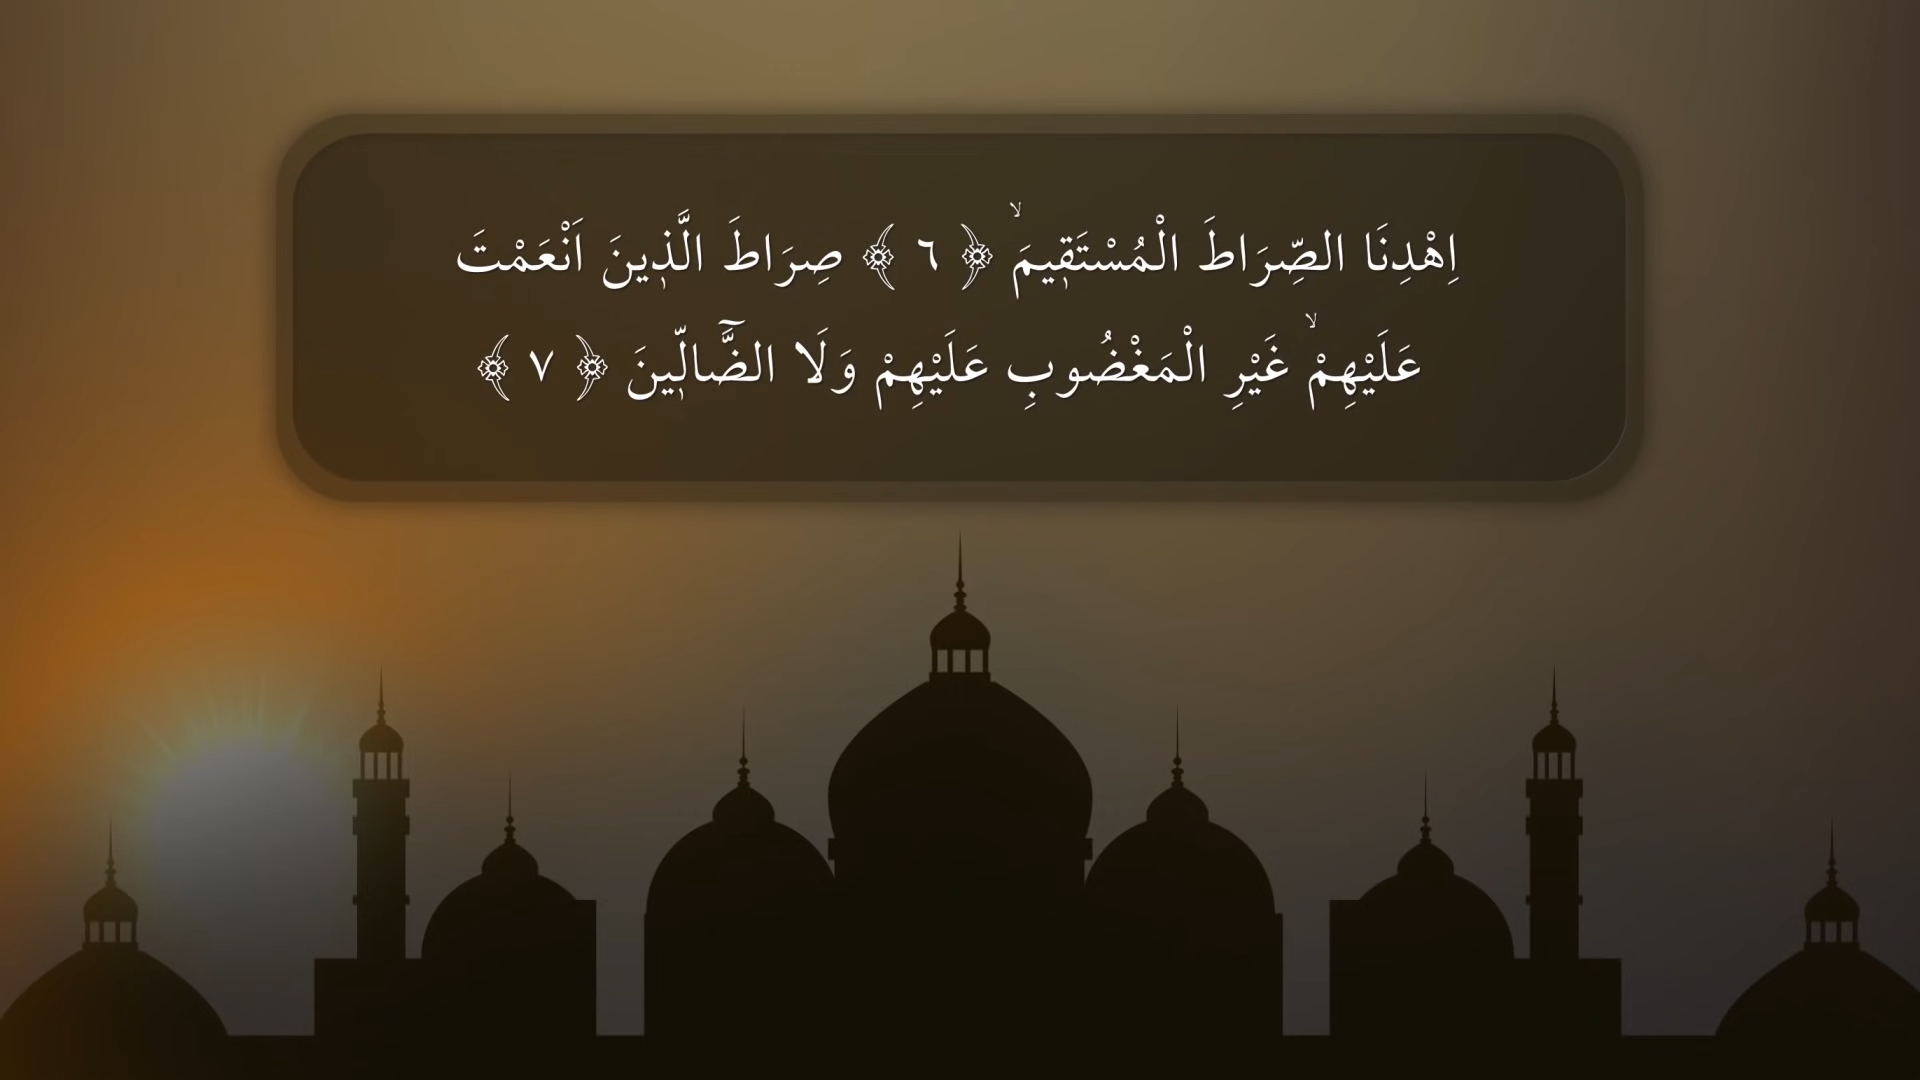 اِهْدِنَا الصِّرَاطَ الْمُسْتَقٖيمَۙ ﴿ ٦ ﴾ صِرَاطَ الَّذٖينَ اَنْعَمْتَ
عَلَيْهِمْۙ غَيْرِ الْمَغْضُوبِ عَلَيْهِمْ وَلَا الضَّٓالّٖينَ ﴿ ٧ ﴾